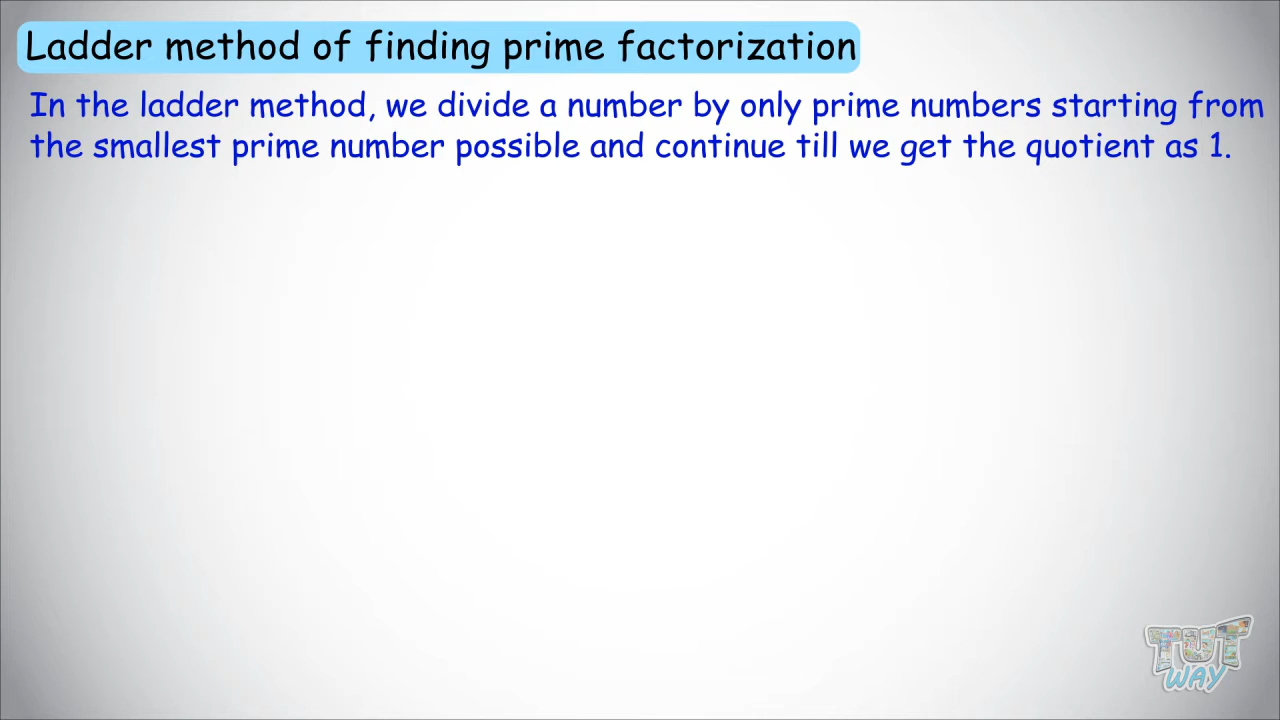 Ladder method of finding prime factorization
In the ladder method, we divide a number by only prime numbers starting from
the smallest prime number possible and continue till we get the quotient as 1.
TUT
WAY